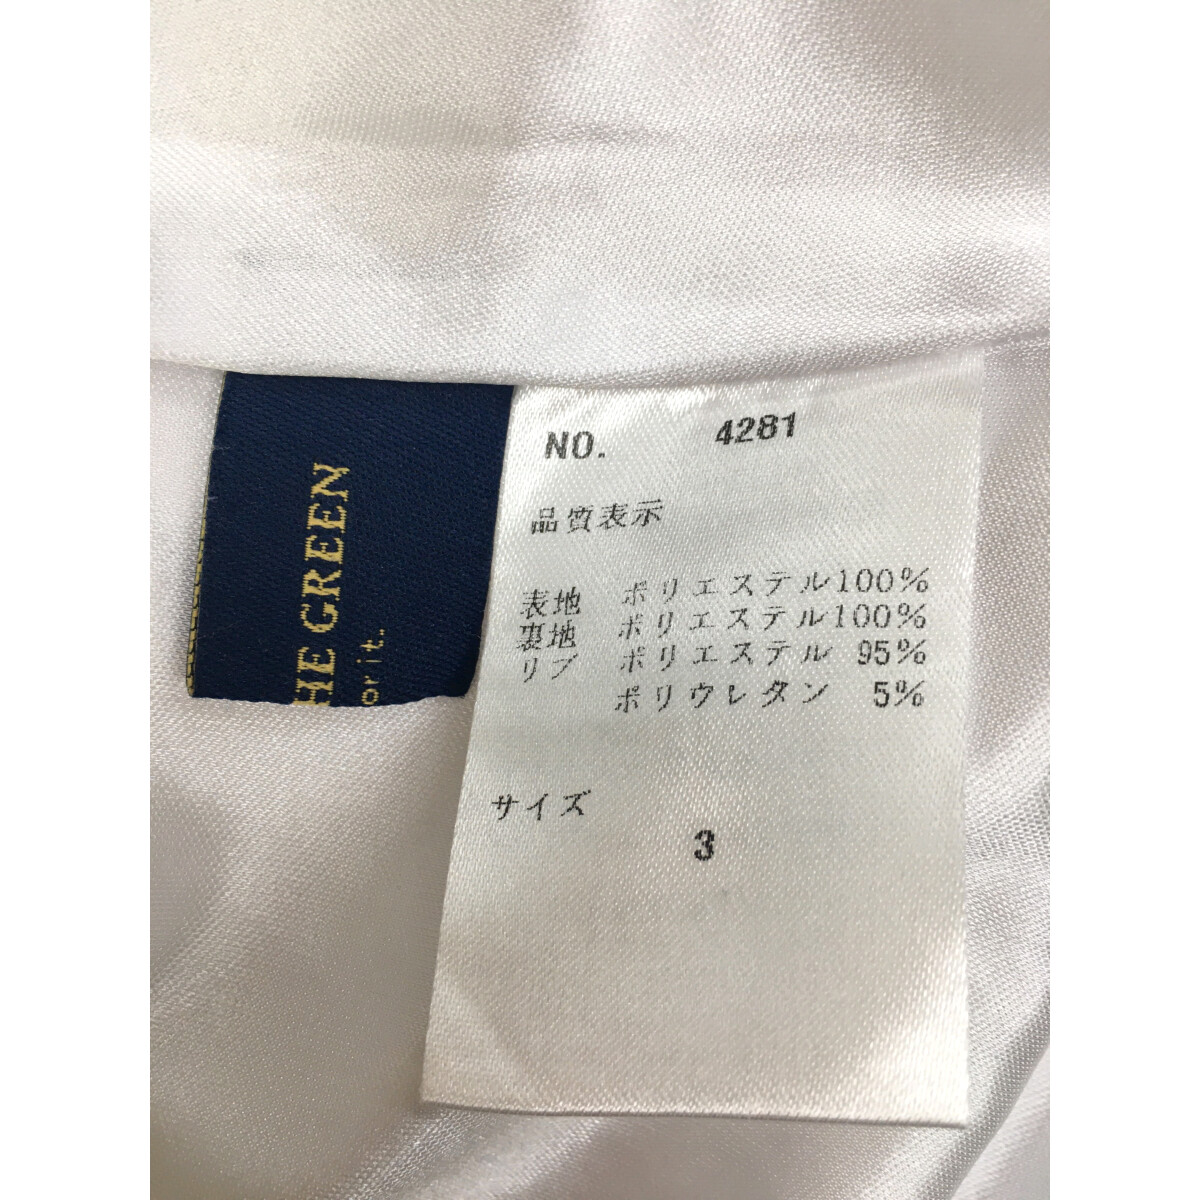 NO. 4281
品質表示
表地 ポリエステル100%
裏地 ポリエステル100%
リブ ポリエステル 95%
ポリウレタン 5%
サイズ
3
HE GREEN
orit.